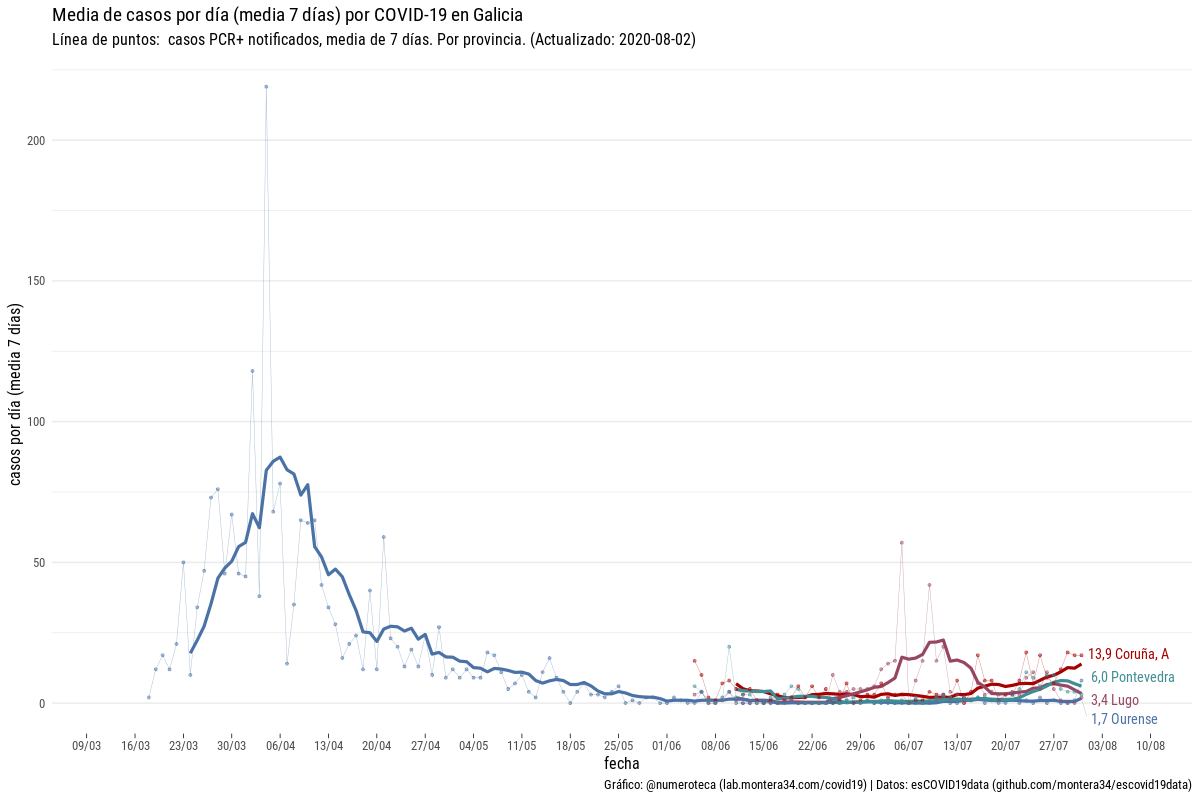 Media de casos por día (media 7 días) por COVID-19 en Galicia
Línea de puntos:  casos PCR+ notificados, media de 7 días. Por provincia. (Actualizado: 2020-08-02)
casos por día (media 7 días)
200
150
100
50
0
13,9 Coruña, A
6,0 Pontevedra
3,4 Lugo
1,7 Ourense
09/03 16/03 23/03 30/03 06/04 13/04 20/04 27/04 04/05 11/05 18/05 25/05 01/06 08/06 15/06 22/06 29/06 06/07 13/07 20/07 27/07 03/08 10/08
fecha
Gráfico: @numeroteca (lab.montera34.com/covid19) | Datos: esCOVID19data (github.com/montera34/escovid19data)